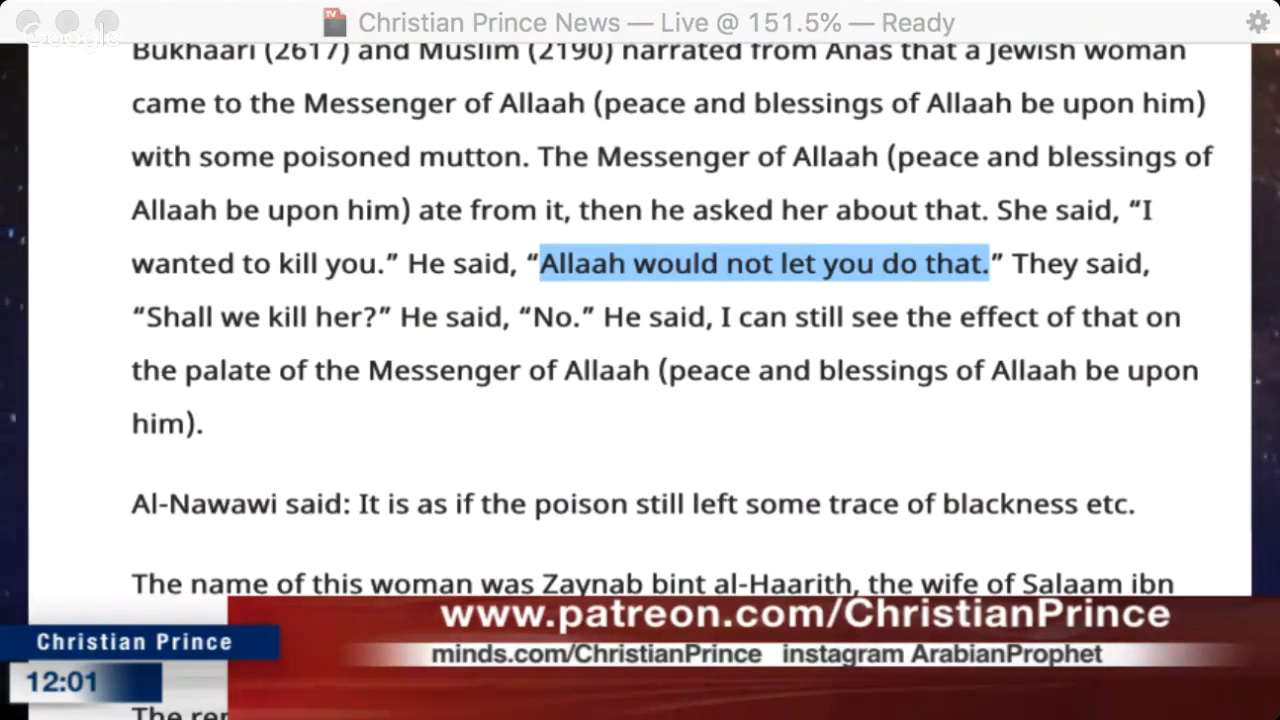 Christian Prince News — Live @ 151.5% — Ready
Google
Bukhaari (2617) and Muslim (2190) narrated from Anas that a Jewish woman
came to the Messenger of Allaah (peace and blessings of Allaah be upon him)
with some poisoned mutton. The Messenger of Allaah (peace and blessings of
Allaah be upon him) ate from it, then he asked her about that. She said, “I
wanted to kill you.” He said, “Allaah would not let you do that.” They said,
“Shall we kill her?” He said, “No.” He said, I can still see the effect of that on
the palate of the Messenger of Allaah (peace and blessings of Allaah be upon
him).
Al-Nawawi said: It is as if the poison still left some trace of blackness etc.
The name of this woman was Zaynab bint al-Haarith, the wife of Salaam ibn
www.patreon.com/ChristianPrince
Christian Prince
minds.com/ChristianPrince instagram ArabianProphet
12:01
The